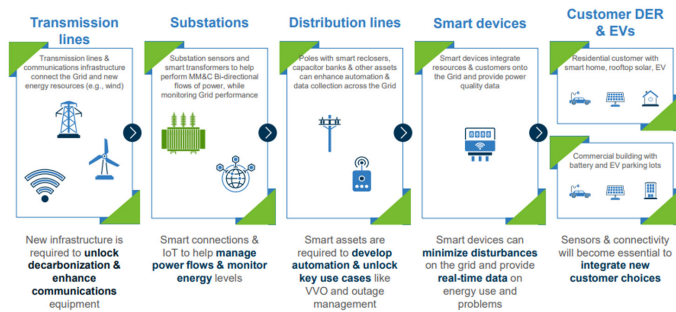 Transmission
lines
Transmission lines &
communications infrastructure
connect the Grid and new
energy resources (e.g., wind)
New infrastructure is
required to unlock
decarbonization &
enhance
communications
equipment
Substations
Substation sensors and
smart transformers to help
perform MM&C Bi-directional
flows of power, while
monitoring Grid performance
Smart connections &
IoT to help manage
power flows & monitor
energy levels
Distribution lines
Poles with smart reclosers,
capacitor banks & other assets
can enhance automation &
data collection across the Grid
Smart assets are
required to develop
automation & unlock
key use cases like
VVO and outage
management
Smart devices
Smart devices integrate
resources & customers onto
the Grid and provide power
quality data
Smart devices can
minimize disturbances
on the grid and provide
real-time data on
energy use and
problems
Customer DER
& EVs
Residential customer with
smart home, rooftop solar, EV
Commercial building with
battery and EV parking lots
Sensors & connectivity
will become essential to
integrate new
customer choices